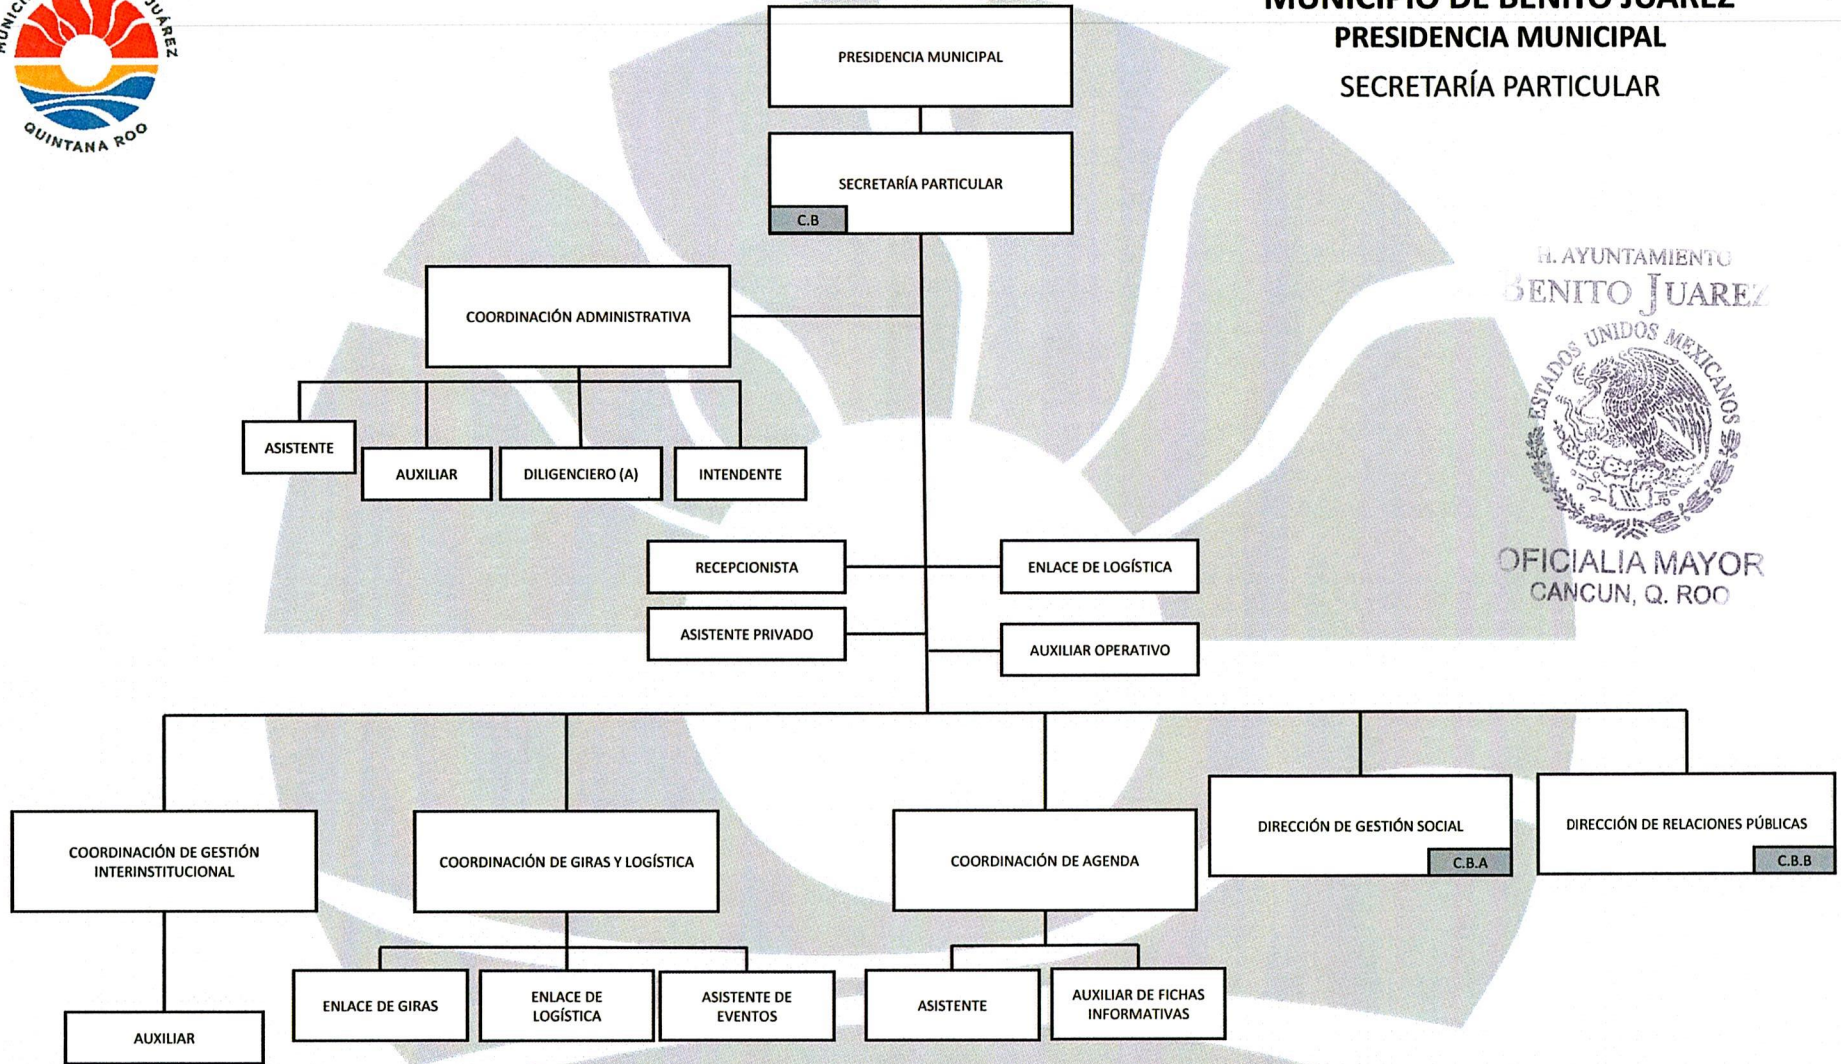 MUNICIPIO DE BENITO JUÁREZ
PRESIDENCIA MUNICIPAL
SECRETARÍA PARTICULAR
JUÁREZ
QUINTANA ROO
PRESIDENCIA MUNICIPAL
SECRETARÍA PARTICULAR
C.B
COORDINACIÓN ADMINISTRATIVA
H. AYUNTAMIENTO
BENITO JUAREZ
ESTADOS UNIDOS MEXICANOS
OFICIALIA MAYOR
CANCUN, Q. ROO
ASISTENTE
AUXILIAR
DILIGENCIERO (A)
INTENDENTE
RECEPCIONISTA
ENLACE DE LOGÍSTICA
ASISTENTE PRIVADO
AUXILIAR OPERATIVO
COORDINACIÓN DE GESTIÓN
INTERINSTITUCIONAL
COORDINACIÓN DE GIRAS Y LOGÍSTICA
COORDINACIÓN DE AGENDA
DIRECCIÓN DE GESTIÓN SOCIAL
C.B.A
DIRECCIÓN DE RELACIONES PÚBLICAS
C.B.B
AUXILIAR
ENLACE DE GIRAS
ENLACE DE
LOGÍSTICA
ASISTENTE DE
EVENTOS
ASISTENTE
AUXILIAR DE FICHAS
INFORMATIVAS